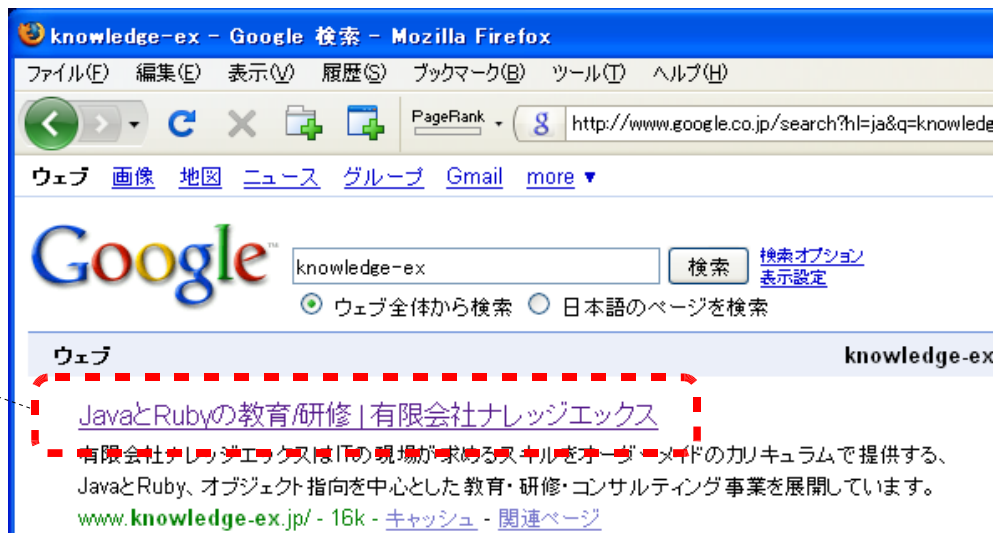 knowledge-ex - Google 検索 - Mozilla Firefox
ファイル(F) 編集(E) 表示(V) 履歴(S) ブックマーク(B) ツール(T) ヘルプ(H)
PageRank http://www.google.co.jp/search?hl=ja&q=knowledg
ウェブ 画像 地図 ニュース グループ Gmail more ▼
Google™ knowledge-ex 検索 検索オプション
表示設定
ウェブ全体から検索 日本語のページを検索
ウェブ knowledge-ex
JavaとRubyの教育/研修 | 有限会社ナレッジエックス
有限会社ナレッジエックスはITの現場が求めるスキルをオーダーメイドのカリキュラムで提供する、
JavaとRuby、オブジェクト指向を中心とした教育・研修・コンサルティング事業を展開しています。
www.knowledge-ex.jp/ - 16k - キャッシュ - 関連ページ